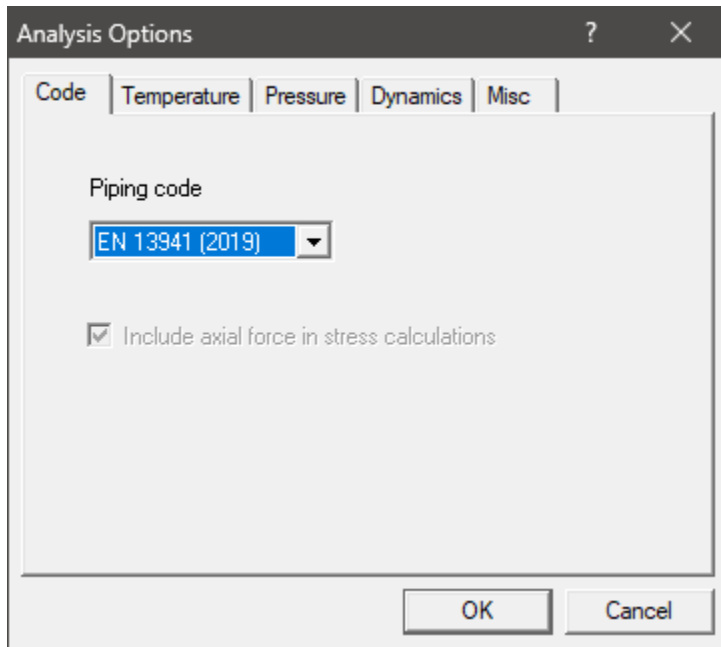 Analysis Options ?
Code Temperature Pressure Dynamics Misc
Piping code
EN 13941 (2019)
Include axial force in stress calculations
OK Cancel